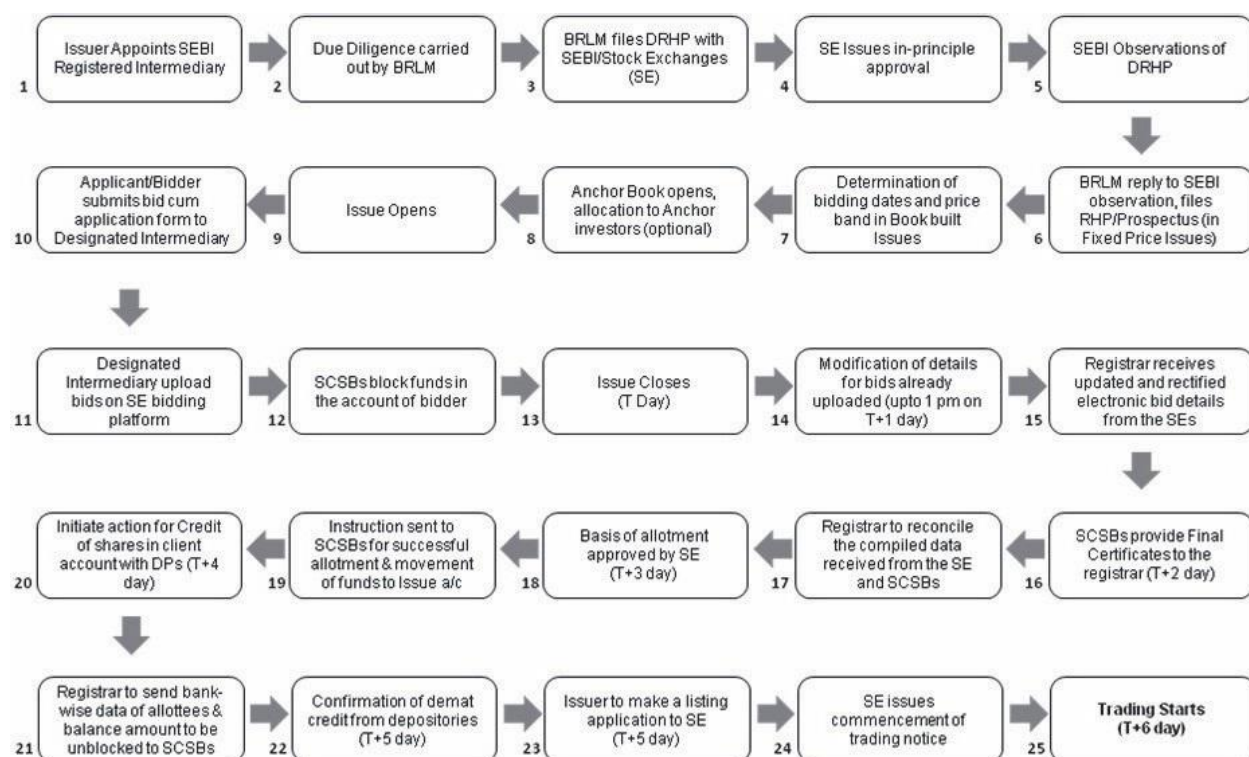 Issuer Appoints SEBI
Registered Intermediary
1
Due Diligence carried
out by BRLM
2
BRLM files DRHP with
SEBI/Stock Exchanges
(SE)
3
SE Issues in-principle
approval
4
SEBI Observations of
DRHP
5
BRLM reply to SEBI
observation, files
RHP/Prospectus (in
Fixed Price Issues)
6
Determination of
bidding dates and price
band in Book built
Issues
7
Anchor Book opens,
allocation to Anchor
investors (optional)
8
Issue Opens
9
Applicant/Bidder
submits bid cum
application form to
Designated Intermediary
10
Designated
Intermediary upload
bids on SE bidding
platform
11
SCSBs block funds in
the account of bidder
12
Issue Closes
(T Day)
13
Modification of details
for bids already
uploaded (upto 1 pm on
T+1 day)
14
Registrar receives
updated and rectified
electronic bid details
from the SEs
15
SCSBs provide Final
Certificates to the
registrar (T+2 day)
16
Registrar to reconcile
the compiled data
received from the SE
and SCSBs
17
Basis of allotment
approved by SE
(T+3 day)
18
Instruction sent to
SCSBs for successful
allotment & movement
of funds to Issue a/c
19
Initiate action for Credit
of shares in client
account with DPs (T+4
day)
20
Registrar to send bank-
wise data of allottees &
balance amount to be
unblocked to SCSBs
21
Confirmation of demat
credit from depositories
(T+5 day)
22
Issuer to make a listing
application to SE
(T+5 day)
23
SE issues
commencement of
trading notice
24
Trading Starts
(T+6 day)
25